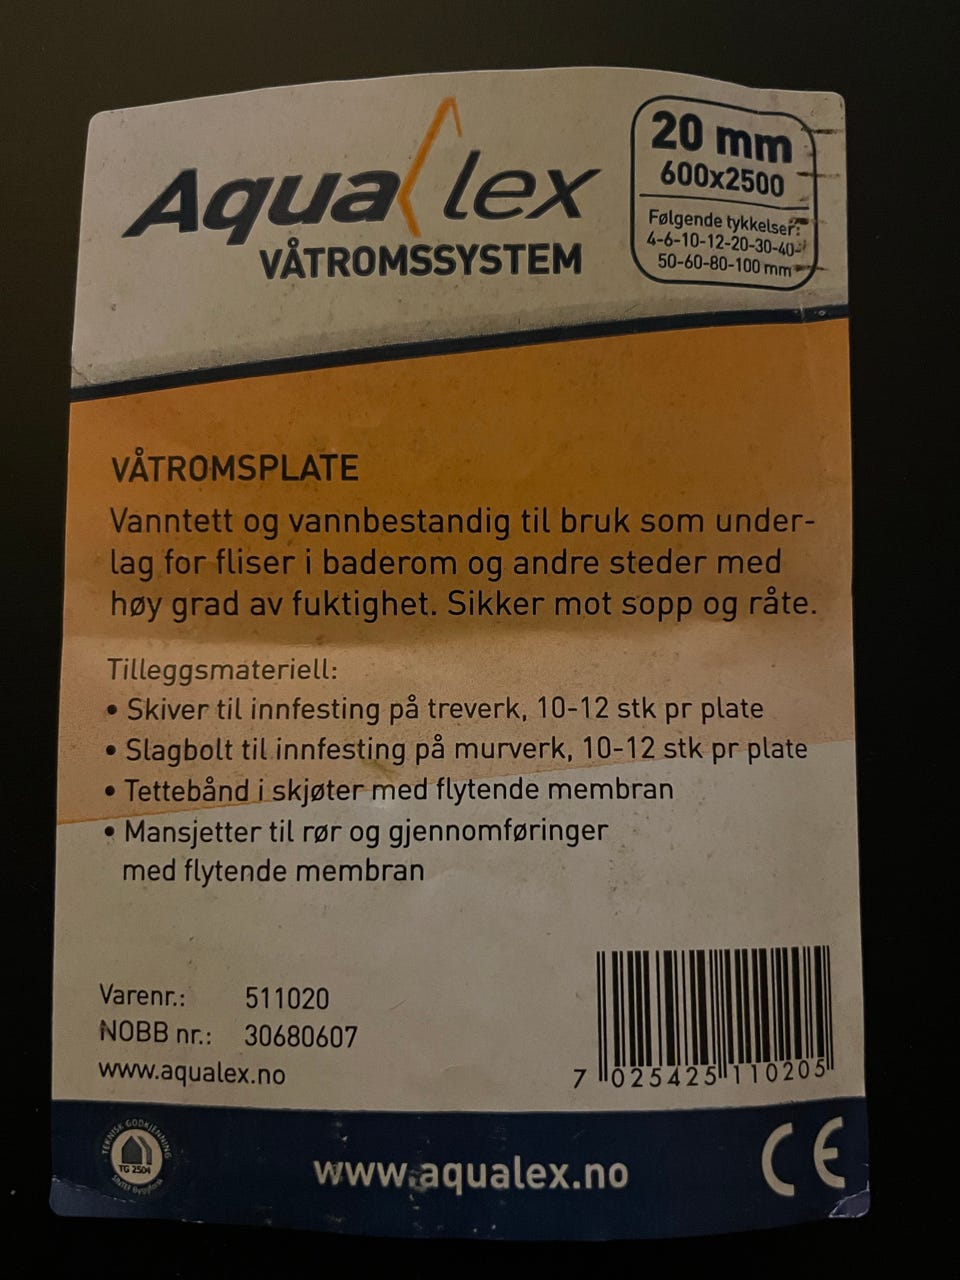 Aqualex
VÅTROMSSYSTEM
20 mm
600x2500
Følgende tykkelser:
4-6-10-12-20-30-40-
50-60-80-100 mm
VÅTROMSPLATE
Vanntett og vannbestandig til bruk som under-
lag for fliser i baderom og andre steder med
høy grad av fuktighet. Sikker mot sopp og råte.
Tilleggsmateriell:
• Skiver til innfesting på treverk, 10-12 stk pr plate
• Slagbolt til innfesting på murverk, 10-12 stk pr plate
• Tettebånd i skjøter med flytende membran
• Mansjetter til rør og gjennomføringer
med flytende membran
Varenr.: 511020
NOBB nr.: 30680607
www.aqualex.no
7 025425 110205
TEKNISK GODKJENNING
TG 2504
SINTEF Byggforsk
www.aqualex.no
CE